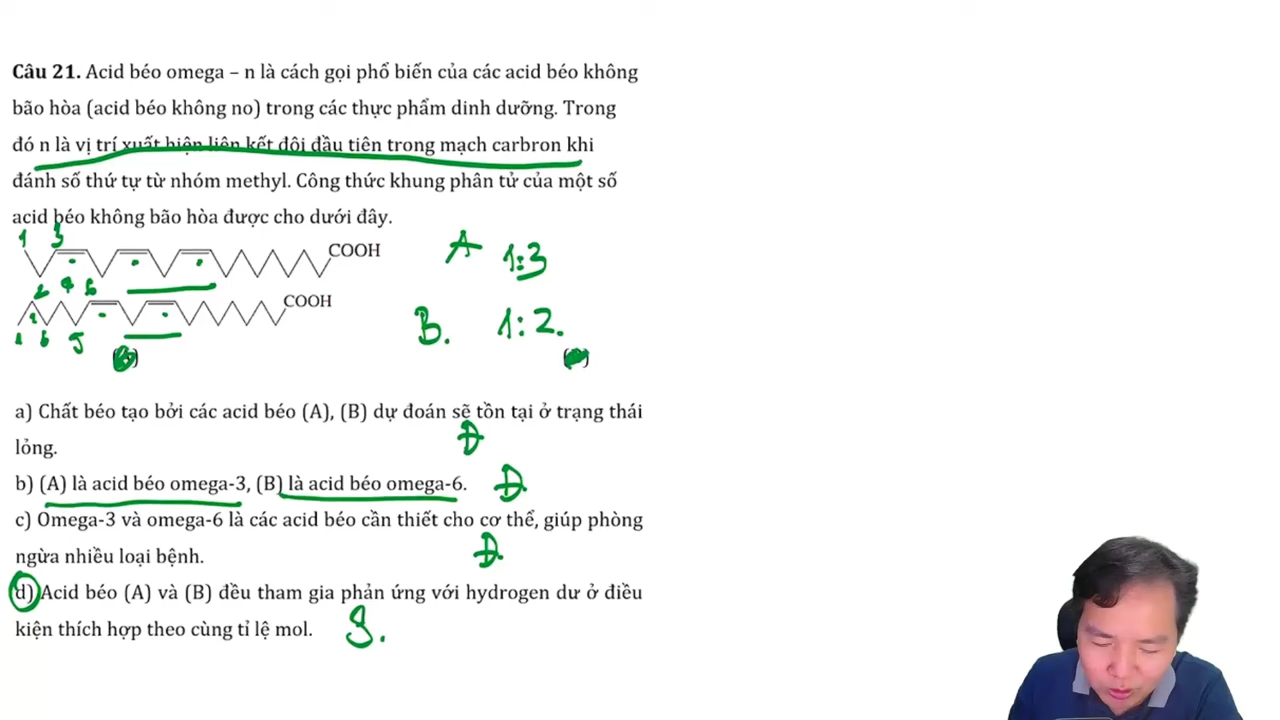 Câu 21. Acid béo omega – n là cách gọi phổ biến của các acid béo không
bão hòa (acid béo không no) trong các thực phẩm dinh dưỡng. Trong
đó n là vị trí xuất hiện liên kết đôi đầu tiên trong mạch carbron khi
đánh số thứ tự từ nhóm methyl. Công thức khung phân tử của một số
acid béo không bão hòa được cho dưới đây.
1 3
COOH
A 1:3
2 4
COOH
B. 1:2.
5
a) Chất béo tạo bởi các acid béo (A), (B) dự đoán sẽ tồn tại ở trạng thái
lỏng.
Đ
b) (A) là acid béo omega-3, (B) là acid béo omega-6. Đ.
c) Omega-3 và omega-6 là các acid béo cần thiết cho cơ thể, giúp phòng
ngừa nhiều loại bệnh.
Đ.
d) Acid béo (A) và (B) đều tham gia phản ứng với hydrogen dư ở điều
kiện thích hợp theo cùng tỉ lệ mol. S.